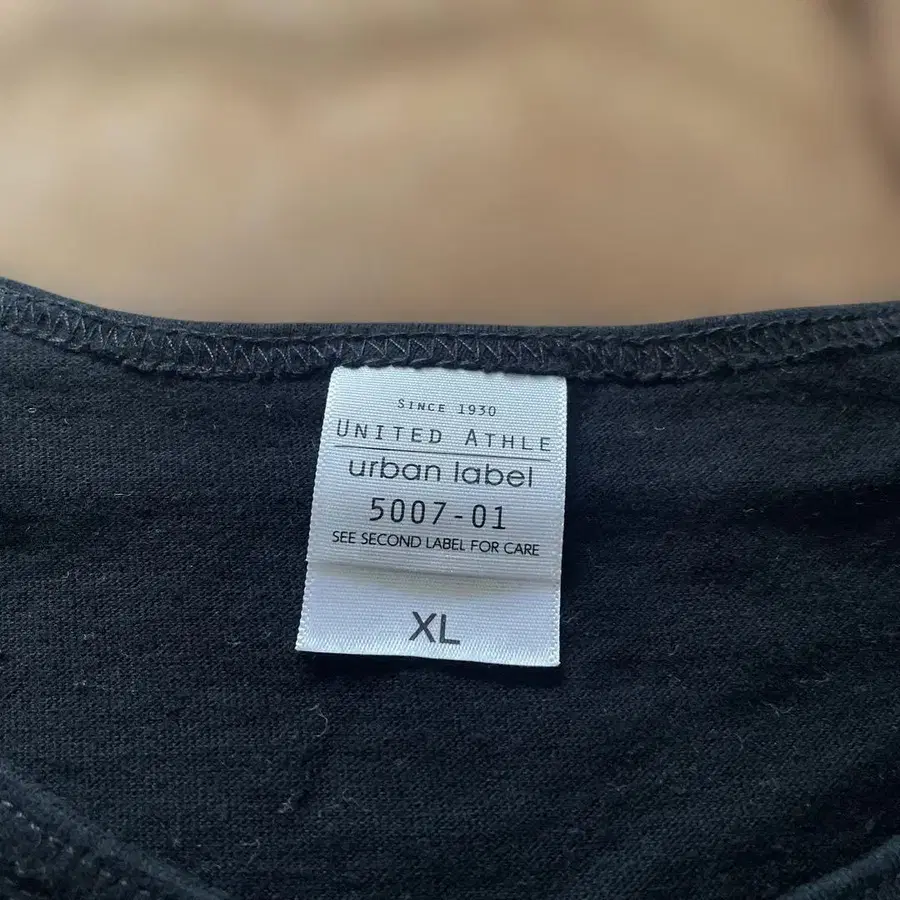 SINCE 1930
UNITED ATHLE
urban label
5007-01
SEE SECOND LABEL FOR CARE
XL